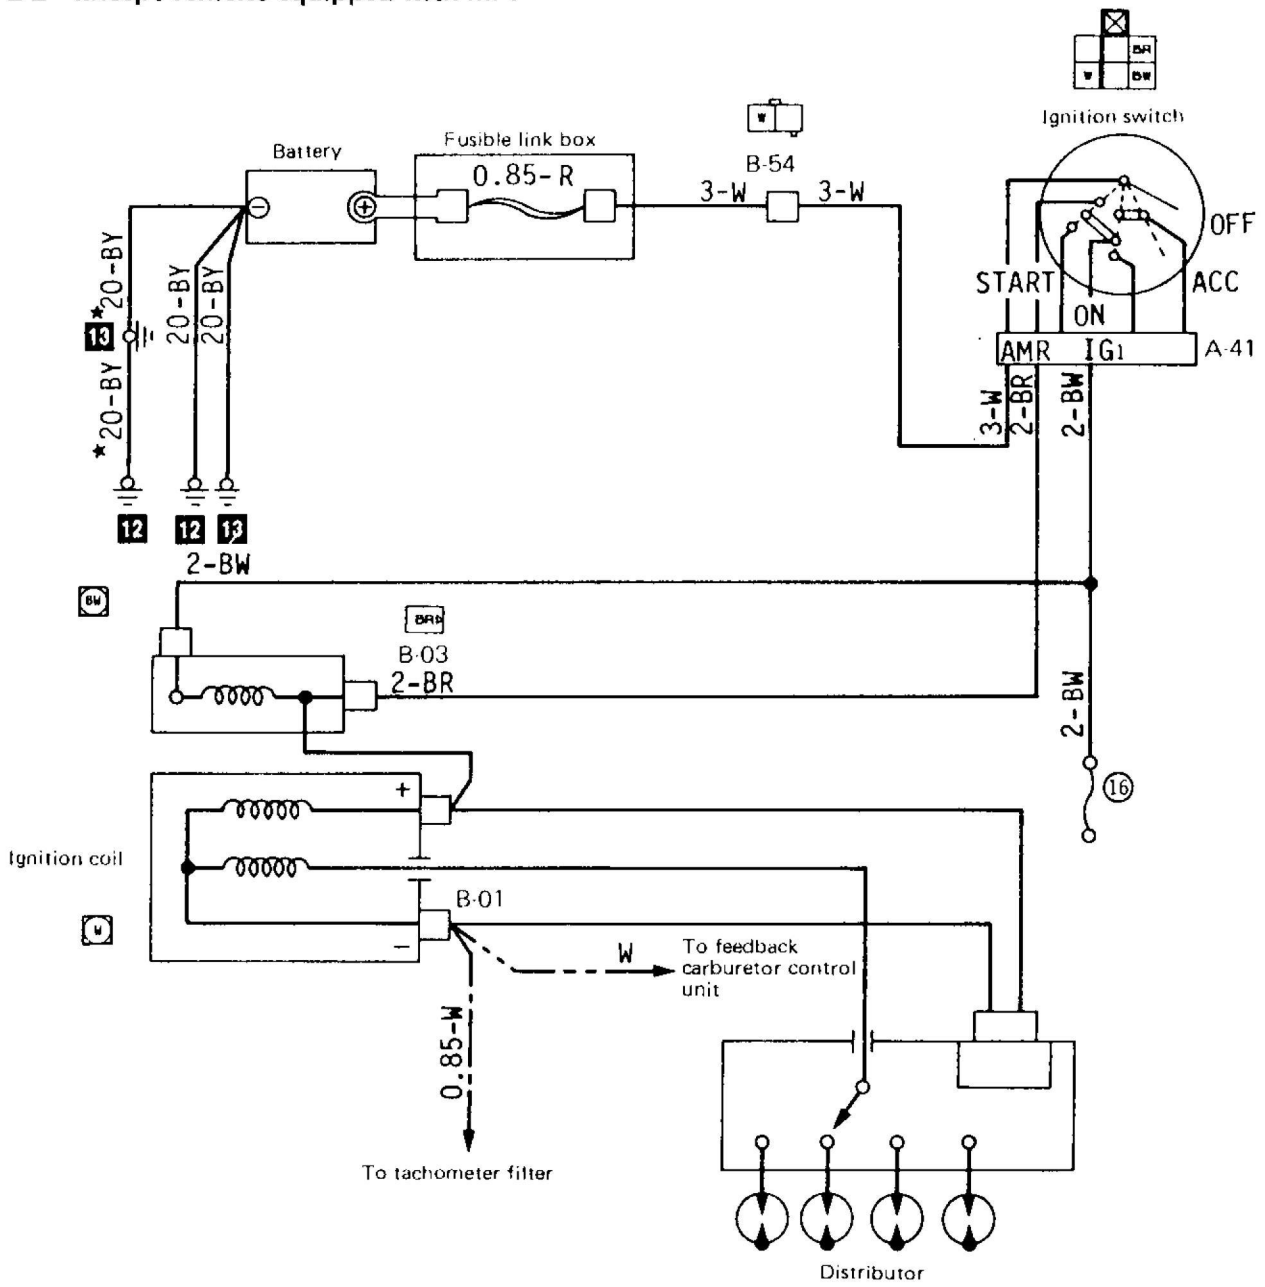 BR
W
BW
Ignition switch
Battery
Fusible link box
0.85-R
W
B-54
3-W
3-W
OFF
START
ACC
ON
20-BY
20-BY
20-BY
★20-BY
13
AMR
IG1
A-41
3-W
2-BR
2-BW
12
12
13
2-BW
BW
BR
B-03
2-BR
2-BW
+
16
Ignition coil
B-01
W
−
W
To feedback
carburetor control
unit
0.85-W
To tachometer filter
Distributor